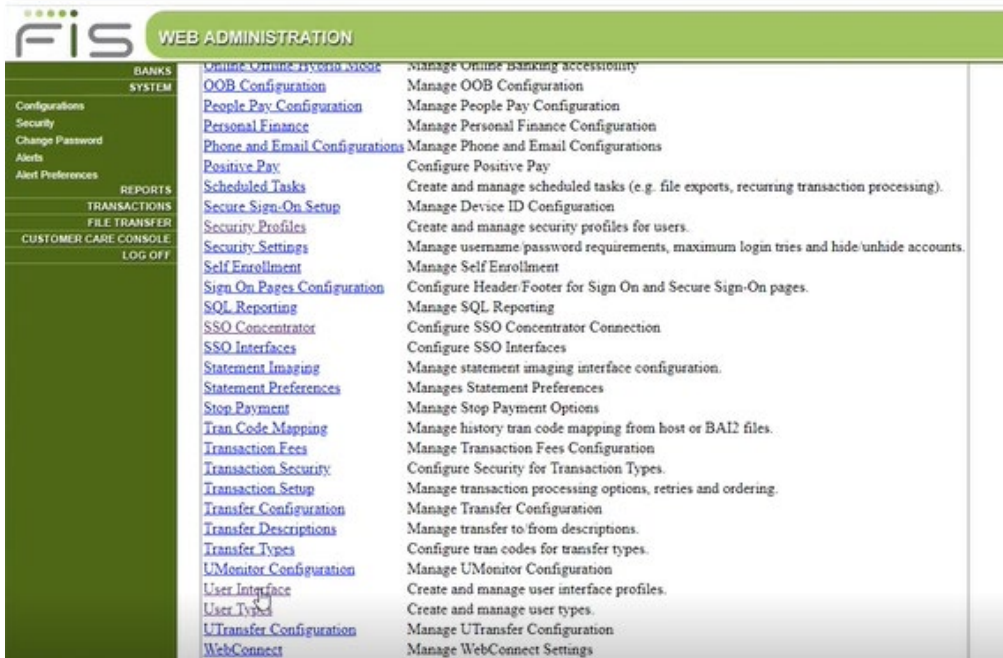 FIS
WEB ADMINISTRATION
BANKS
SYSTEM
Configurations
Security
Change Password
Alerts
Alert Preferences
REPORTS
TRANSACTIONS
FILE TRANSFER
CUSTOMER CARE CONSOLE
LOG OFF
Online Offline Hybrid Mode Manage Online Banking accessibility
OOB Configuration Manage OOB Configuration
People Pay Configuration Manage People Pay Configuration
Personal Finance Manage Personal Finance Configuration
Phone and Email Configurations Manage Phone and Email Configurations
Positive Pay Configure Positive Pay
Scheduled Tasks Create and manage scheduled tasks (e.g. file exports, recurring transaction processing).
Secure Sign-On Setup Manage Device ID Configuration
Security Profiles Create and manage security profiles for users.
Security Settings Manage username/password requirements, maximum login tries and hide/unhide accounts.
Self Enrollment Manage Self Enrollment
Sign On Pages Configuration Configure Header/Footer for Sign On and Secure Sign-On pages.
SQL Reporting Manage SQL Reporting
SSO Concentrator Configure SSO Concentrator Connection
SSO Interfaces Configure SSO Interfaces
Statement Imaging Manage statement imaging interface configuration.
Statement Preferences Manages Statement Preferences
Stop Payment Manage Stop Payment Options
Tran Code Mapping Manage history tran code mapping from host or BAI2 files.
Transaction Fees Manage Transaction Fees Configuration
Transaction Security Configure Security for Transaction Types.
Transaction Setup Manage transaction processing options, retries and ordering.
Transfer Configuration Manage Transfer Configuration
Transfer Descriptions Manage transfer to/from descriptions.
Transfer Types Configure tran codes for transfer types.
UMonitor Configuration Manage UMonitor Configuration
User Interface Create and manage user interface profiles.
User Types Create and manage user types.
UTransfer Configuration Manage UTransfer Configuration
WebConnect Manage WebConnect Settings